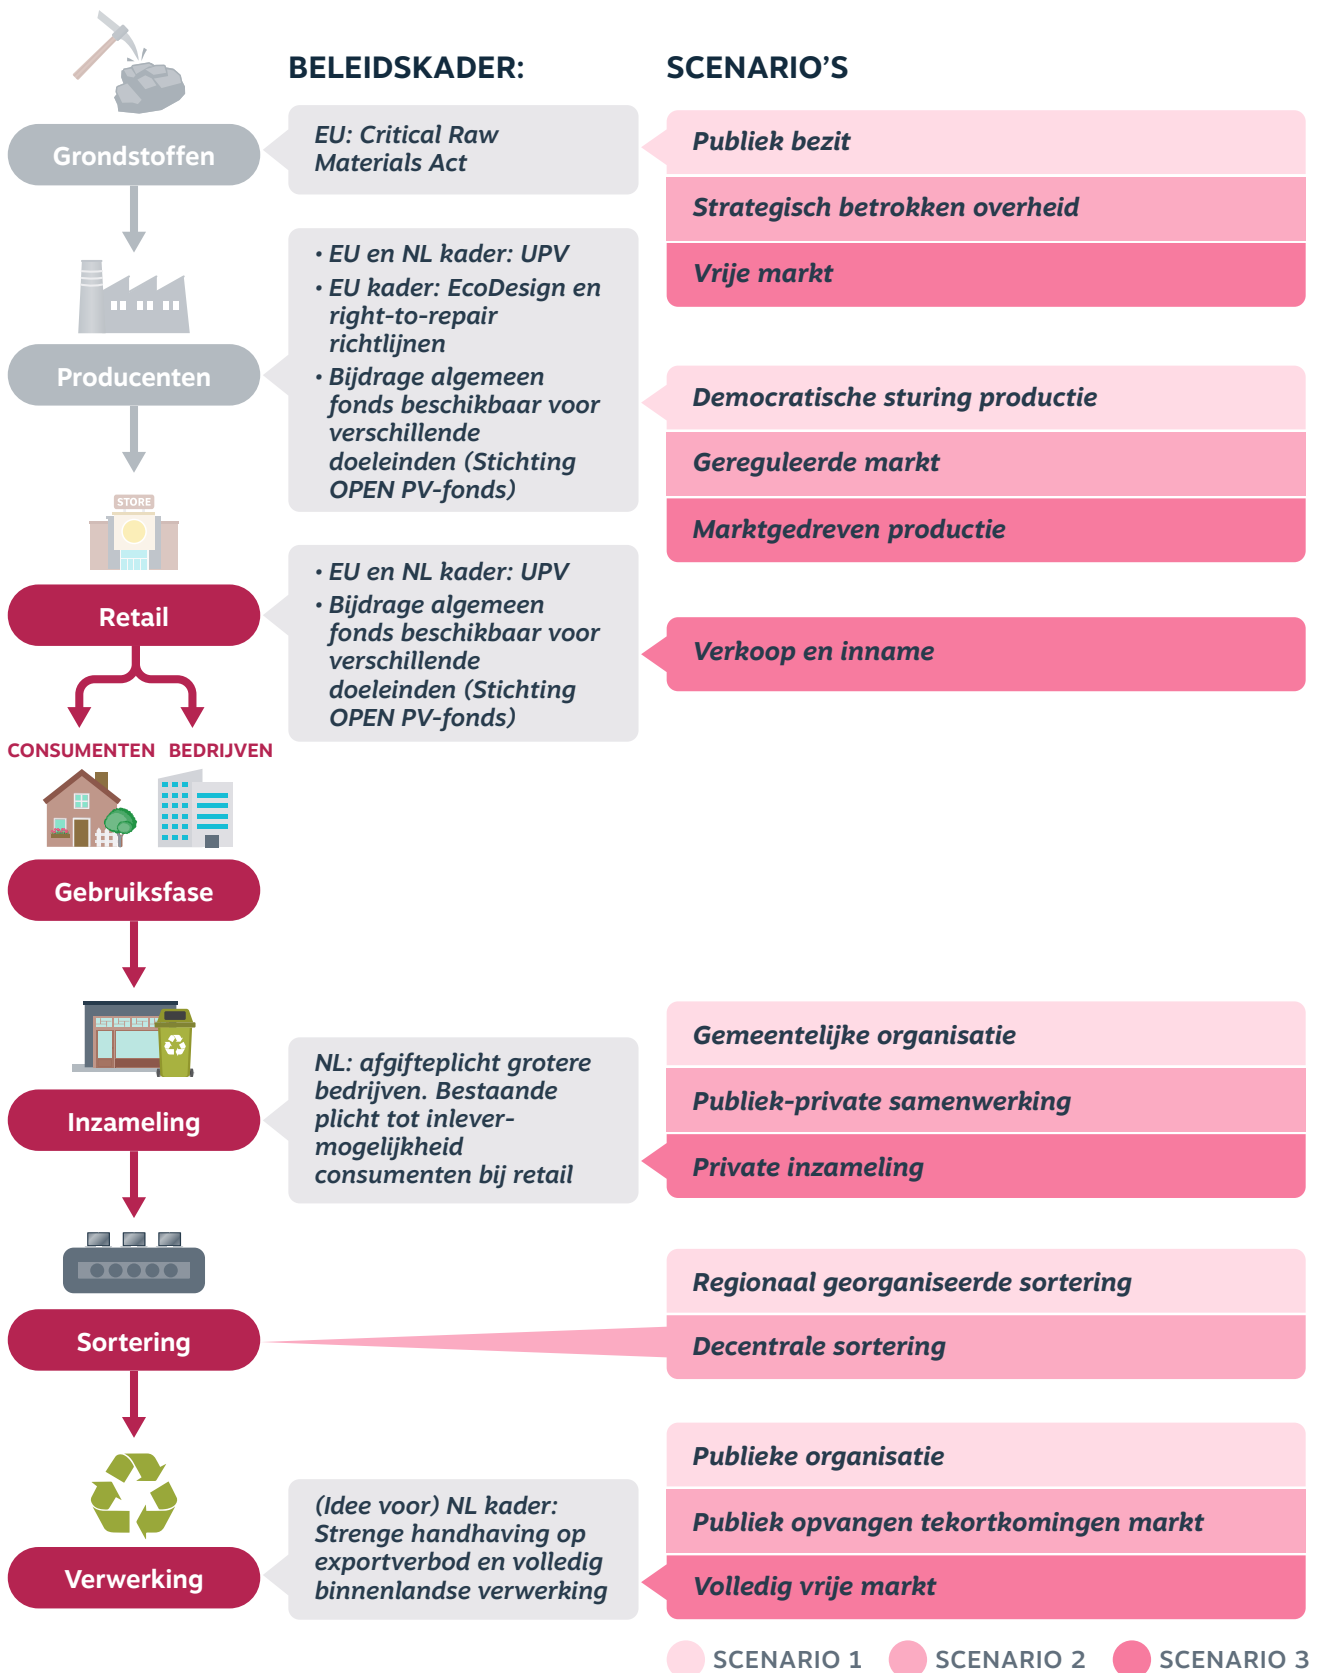 BELEIDSKADER:
SCENARIO'S
Grondstoffen
EU: Critical Raw
Materials Act
Publiek bezit
Strategisch betrokken overheid
Vrije markt
Producenten
• EU en NL kader: UPV
• EU kader: EcoDesign en
right-to-repair
richtlijnen
• Bijdrage algemeen
fonds beschikbaar voor
verschillende
doeleinden (Stichting
OPEN PV-fonds)
Democratische sturing productie
Gereguleerde markt
Marktgedreven productie
STORE
Retail
• EU en NL kader: UPV
• Bijdrage algemeen
fonds beschikbaar voor
verschillende
doeleinden (Stichting
OPEN PV-fonds)
Verkoop en inname
CONSUMENTEN
BEDRIJVEN
Gebruiksfase
Inzameling
NL: afgifteplicht grotere
bedrijven. Bestaande
plicht tot inlever-
mogelijkheid
consumenten bij retail
Gemeentelijke organisatie
Publiek-private samenwerking
Private inzameling
Sortering
Regionaal georganiseerde sortering
Decentrale sortering
Verwerking
(Idee voor) NL kader:
Strenge handhaving op
exportverbod en volledig
binnenlandse verwerking
Publieke organisatie
Publiek opvangen tekortkomingen markt
Volledig vrije markt
SCENARIO 1
SCENARIO 2
SCENARIO 3